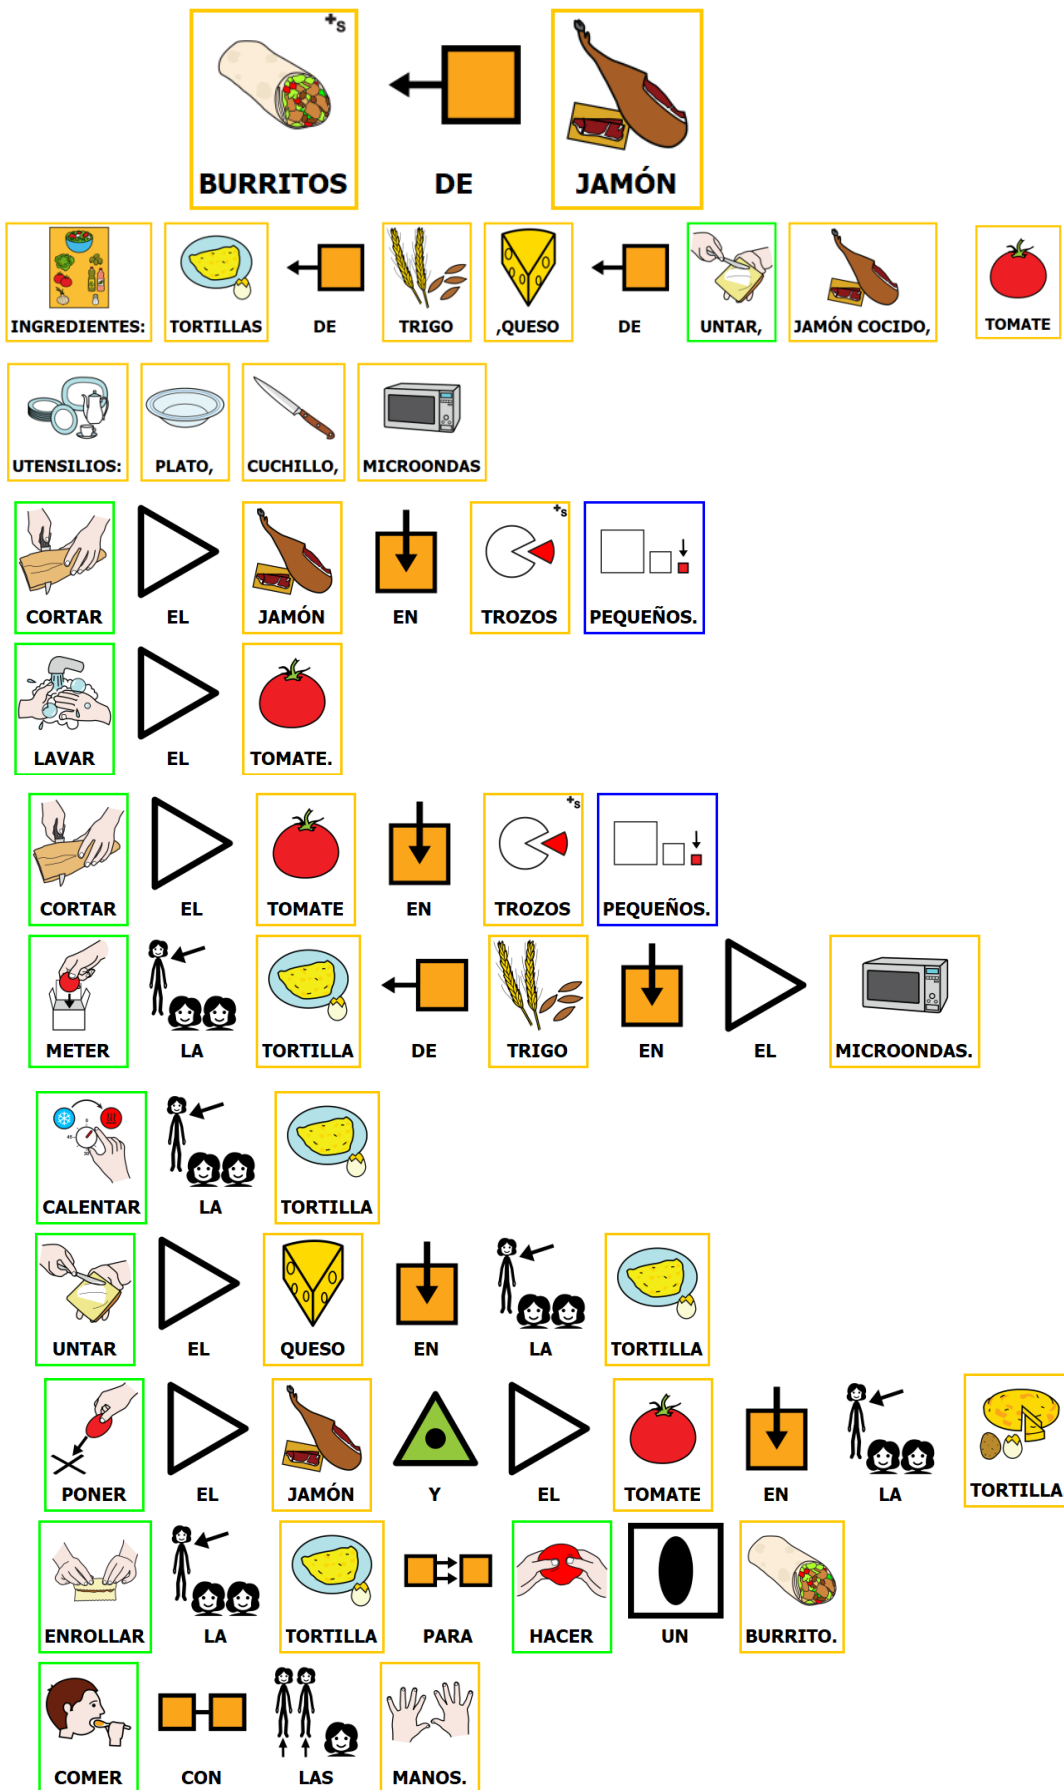 BURRITOS DE JAMÓN
INGREDIENTES: TORTILLAS DE TRIGO ,QUESO DE UNTAR, JAMÓN COCIDO, TOMATE
UTENSILIOS: PLATO, CUCHILLO, MICROONDAS
CORTAR EL JAMÓN EN TROZOS PEQUEÑOS.
LAVAR EL TOMATE.
CORTAR EL TOMATE EN TROZOS PEQUEÑOS.
METER LA TORTILLA DE TRIGO EN EL MICROONDAS.
CALENTAR LA TORTILLA
UNTAR EL QUESO EN LA TORTILLA
PONER EL JAMÓN Y EL TOMATE EN LA TORTILLA
ENROLLAR LA TORTILLA PARA HACER UN BURRITO.
COMER CON LAS MANOS.